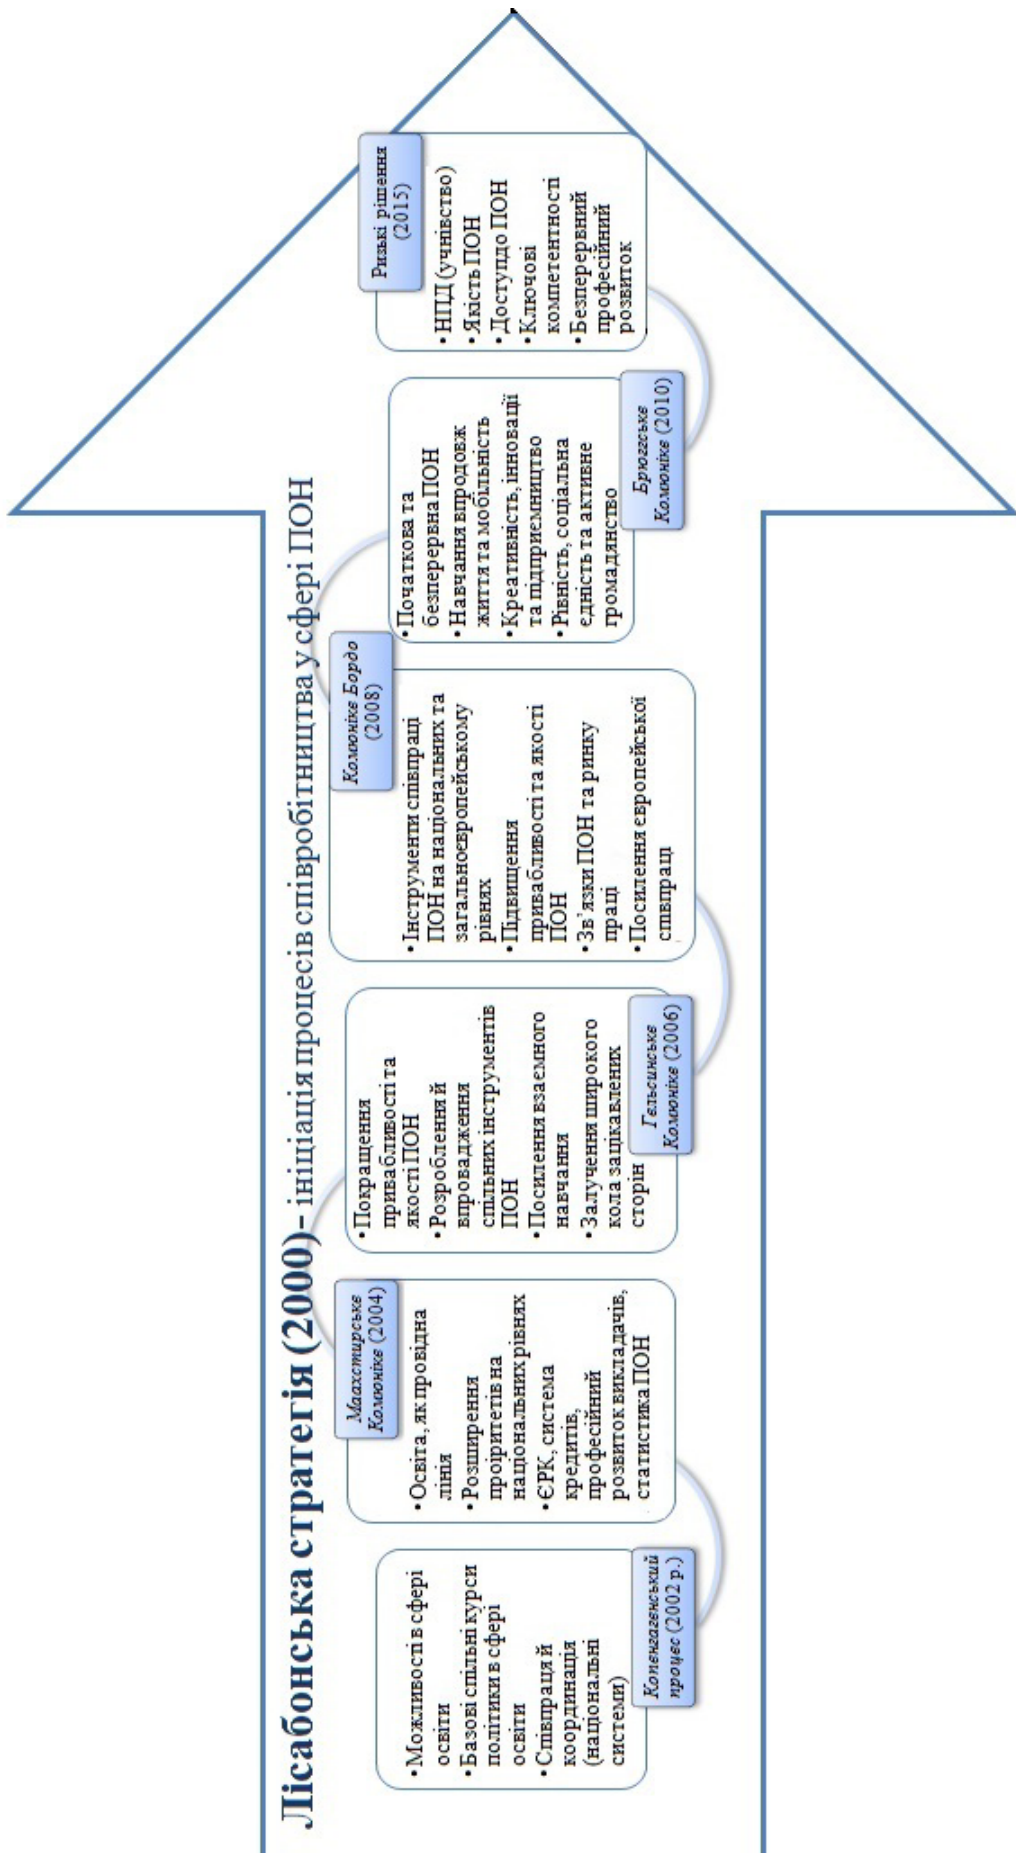 Лісабонська стратегія (2000)– ініціація процесів співробітництва у сфері ПОН
•Можливості в сфері
освіти
•Базові спільні курси
політики в сфері
освіти
•Співпраця й
координація
(національні
системи)
Копенгагенський
процес (2002 р.)
Маахстирське
Комюніке (2004)
•Освіта, як провідна
лінія
•Розширення
проіритетів на
національних рівнях
•ЄРК, система
кредитів,
професійний
розвиток викладачів,
статистика ПОН
•Покращення
привабливості та
якості ПОН
•Розроблення й
впровадження
спільних інструментів
ПОН
•Посилення взаємного
навчання
•Залучення широкого
кола зацікавлених
сторін
Гельсинське
Комюніке (2006)
Комюніке Бордо
(2008)
•Інструменти співпраці
ПОН на національних та
загальноєвропейському
рівнях
•Підвищення
привабливості та якості
ПОН
•Зв'язки ПОН та ринку
праці
•Посилення європейської
співпраці
•Початкова та
безперервна ПОН
•Навчання впродовж
життя та мобільність
•Креативність, інновації
та підприємництво
•Рівність, соціальна
єдність та активне
громадянство
Брюггське
Комюніке (2010)
Ризькі рішення
(2015)
•НПД (учнівство)
•Якість ПОН
•Доступ до ПОН
•Ключові
компетентності
•Безперервний
професійний
розвиток